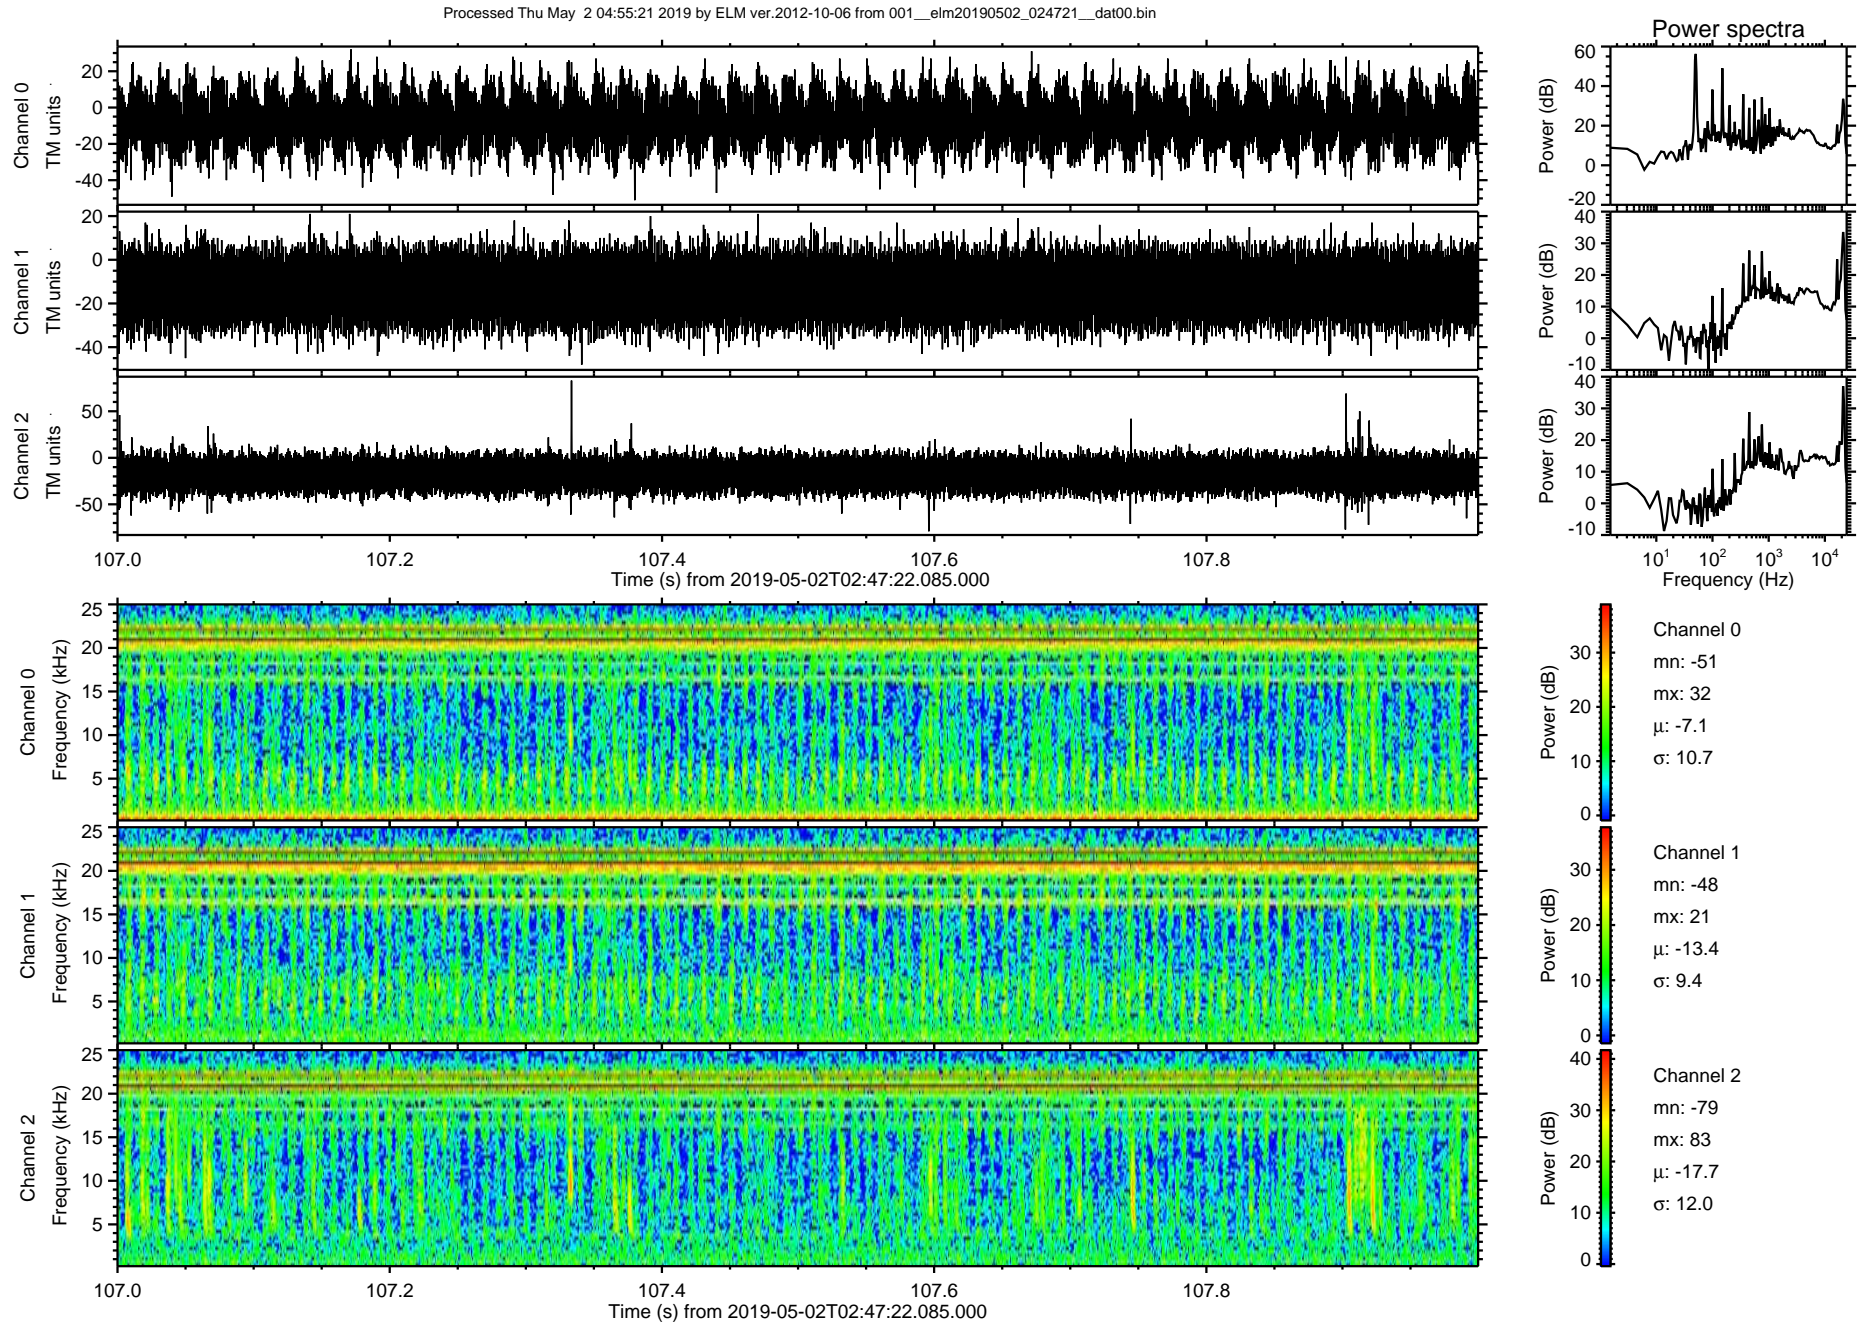 Processed Thu May  2 04:55:21 2019 by ELM ver.2012-10-06 from 001__elm20190502_024721__dat00.bin
Power spectra
Channel 0
TM units
20
0
-20
-40
Power (dB)
60
40
20
0
-20
Channel 1
TM units
20
0
-20
-40
Power (dB)
40
30
20
10
0
-10
Channel 2
TM units
50
0
-50
Power (dB)
40
30
20
10
0
-10
107.0 107.2 107.4 107.6 107.8
Time (s) from 2019-05-02T02:47:22.085.000
10^1 10^2 10^3 10^4
Frequency (Hz)
Channel 0
Frequency (kHz)
25
20
15
10
5
Power (dB)
30
20
10
0
Channel 0
mn: -51
mx: 32
μ: -7.1
σ: 10.7
Channel 1
Frequency (kHz)
25
20
15
10
5
Power (dB)
30
20
10
0
Channel 1
mn: -48
mx: 21
μ: -13.4
σ: 9.4
Channel 2
Frequency (kHz)
25
20
15
10
5
Power (dB)
40
30
20
10
0
Channel 2
mn: -79
mx: 83
μ: -17.7
σ: 12.0
107.0 107.2 107.4 107.6 107.8
Time (s) from 2019-05-02T02:47:22.085.000